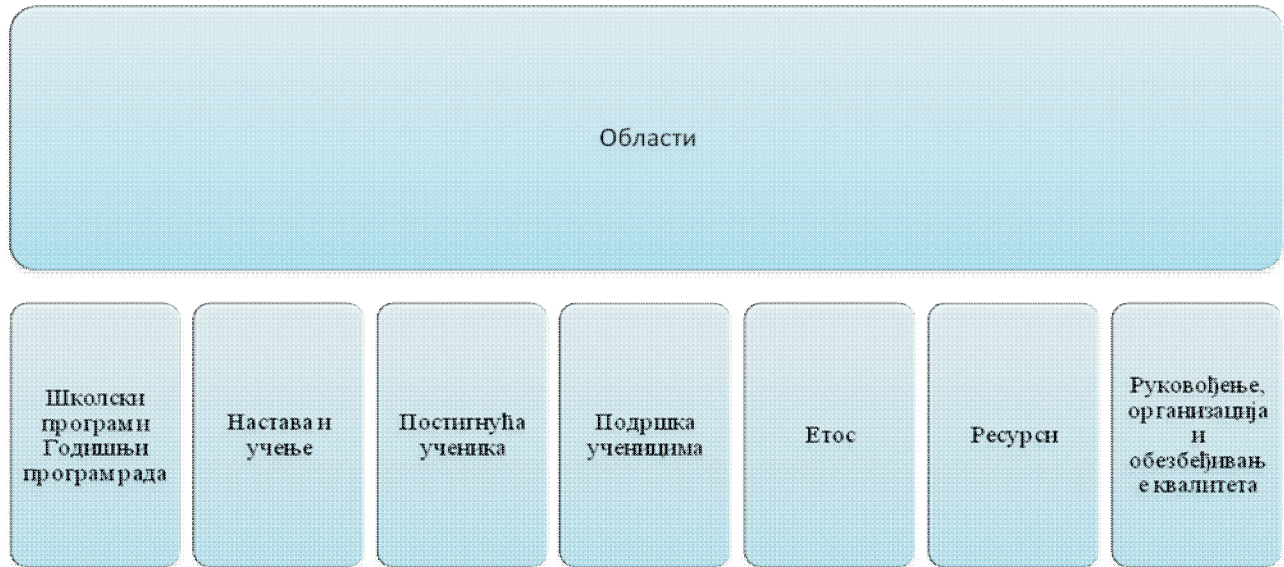 Области
Школски
програм и
Годишњи
програм рада
Настава и
учење
Постигнућа
ученика
Подршка
ученицима
Етос
Ресурси
Руковођење,
организација
и
обезбеђивањ
е квалитета